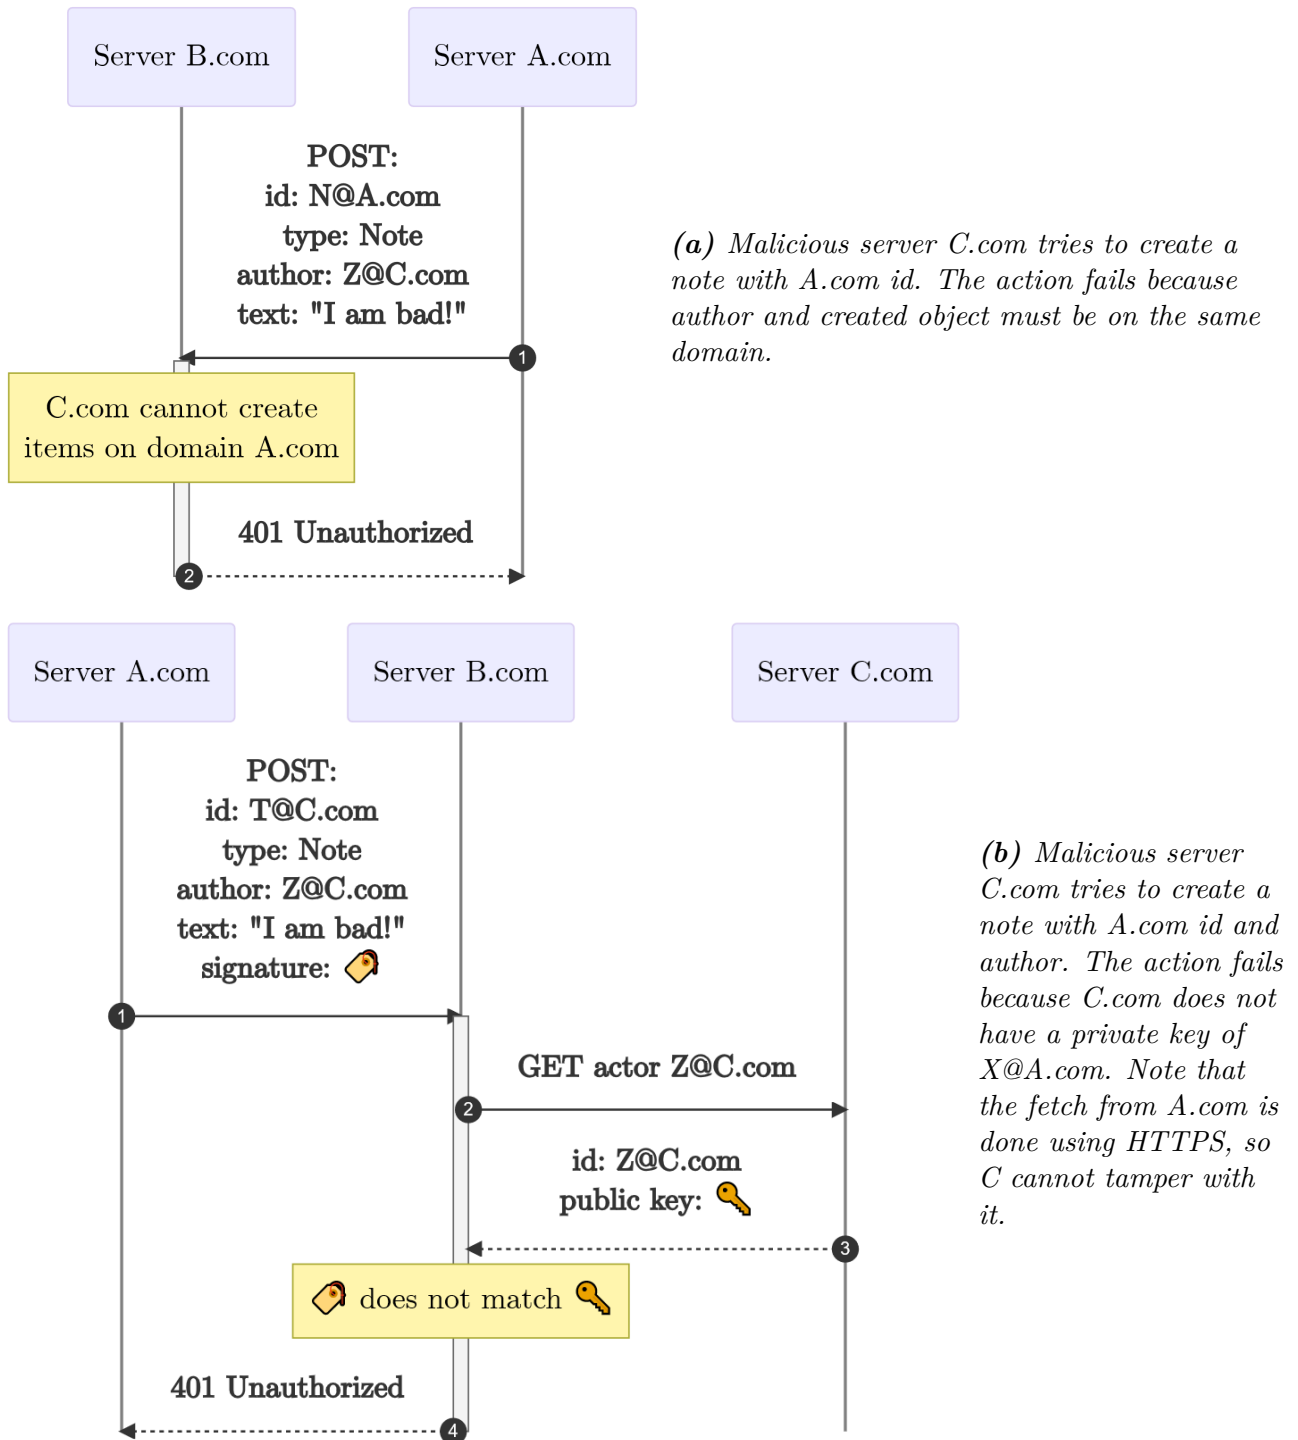 Server B.com
Server A.com
POST:
id: N@A.com
type: Note
author: Z@C.com
text: "I am bad!"
1
C.com cannot create
items on domain A.com
401 Unauthorized
2
(a) Malicious server C.com tries to create a
note with A.com id. The action fails because
author and created object must be on the same
domain.
Server A.com
Server B.com
Server C.com
POST:
id: T@C.com
type: Note
author: Z@C.com
text: "I am bad!"
signature:
1
GET actor Z@C.com
2
id: Z@C.com
public key:
3
does not match
401 Unauthorized
4
(b) Malicious server
C.com tries to create a
note with A.com id and
author. The action fails
because C.com does not
have a private key of
X@A.com. Note that
the fetch from A.com is
done using HTTPS, so
C cannot tamper with
it.